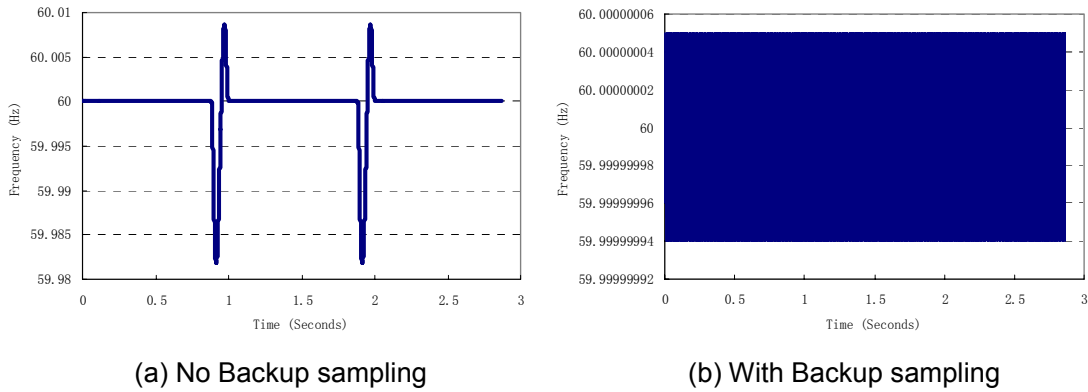 60.01
60.005
60
59.995
59.99
59.985
59.98
Frequency (Hz)
0 0.5 1 1.5 2 2.5 3
Time (Seconds)
(a) No Backup sampling
60.00000006
60.00000004
60.00000002
60
59.99999998
59.99999996
59.99999994
59.99999992
Frequency (Hz)
0 0.5 1 1.5 2 2.5 3
Time (Seconds)
(b) With Backup sampling